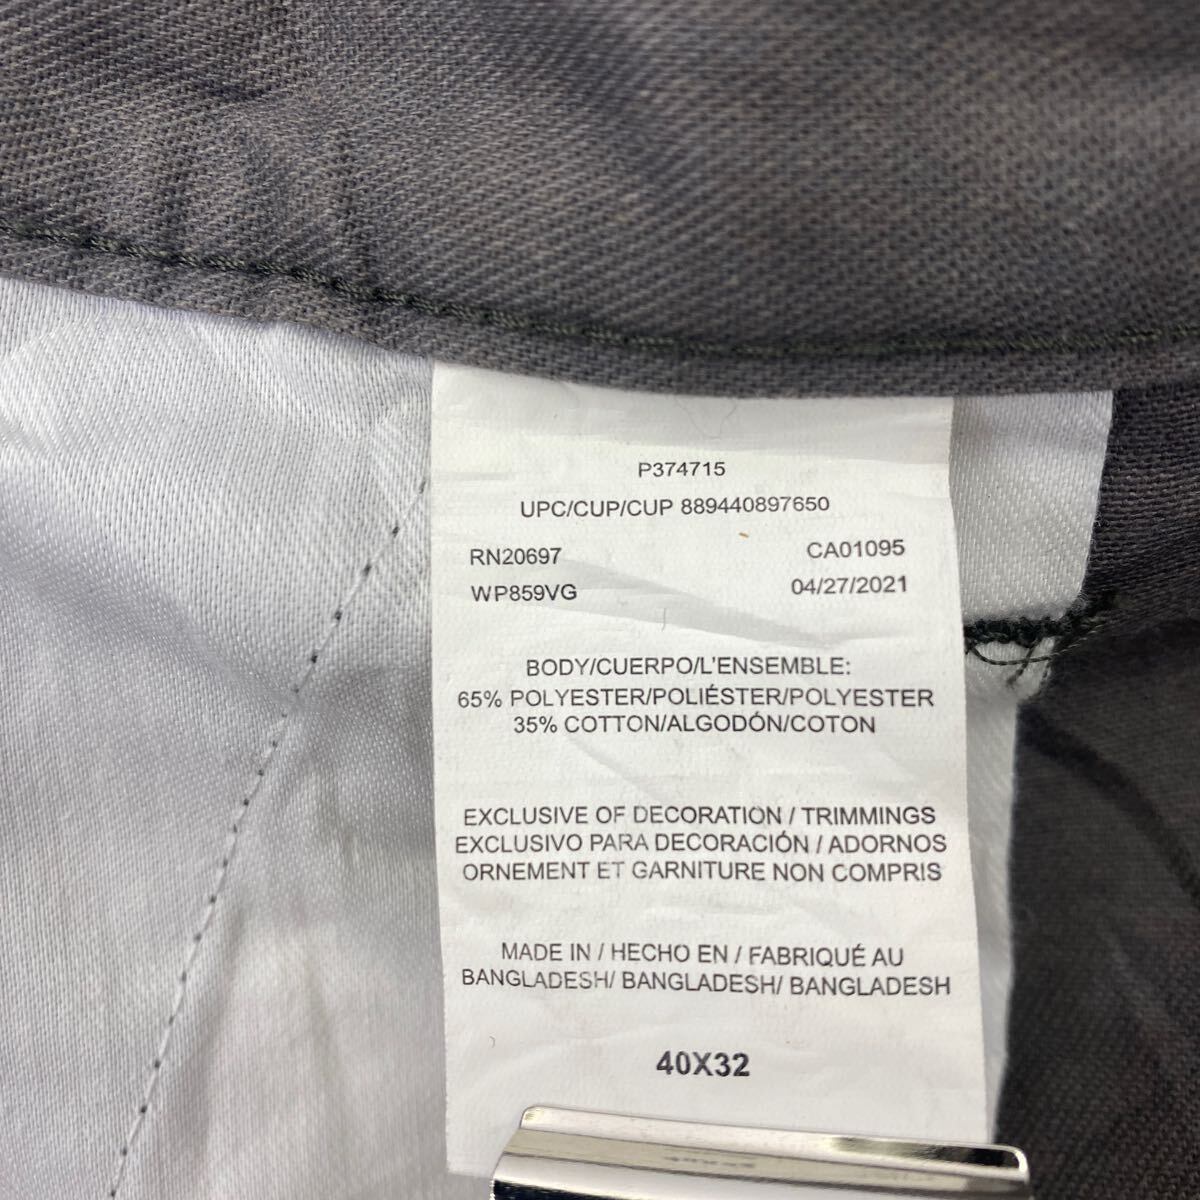 P374715
UPC/CUP/CUP 889440897650
RN20697 CA01095
WP859VG 04/27/2021
BODY/CUERPO/L'ENSEMBLE:
65% POLYESTER/POLIÉSTER/POLYESTER
35% COTTON/ALGODÓN/COTON
EXCLUSIVE OF DECORATION / TRIMMINGS
EXCLUSIVO PARA DECORACIÓN / ADORNOS
ORNEMENT ET GARNITURE NON COMPRIS
MADE IN / HECHO EN / FABRIQUÉ AU
BANGLADESH/ BANGLADESH/ BANGLADESH
40X32